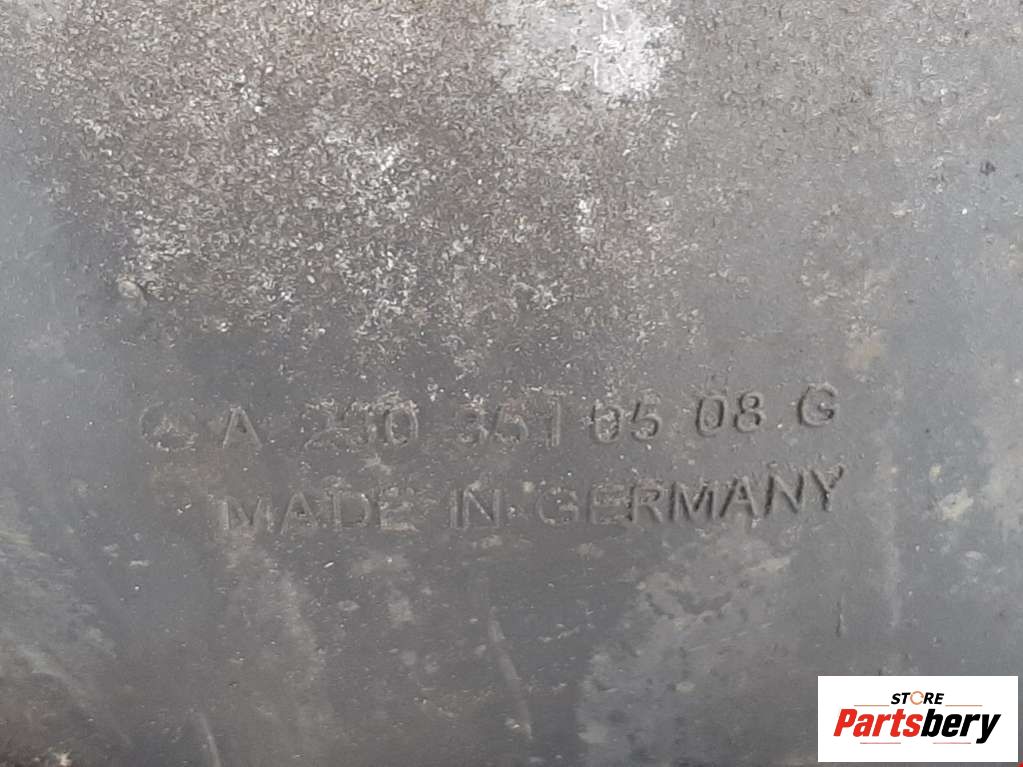 A 230 351 05 08 G
MADE IN GERMANY
STORE
Partsbery